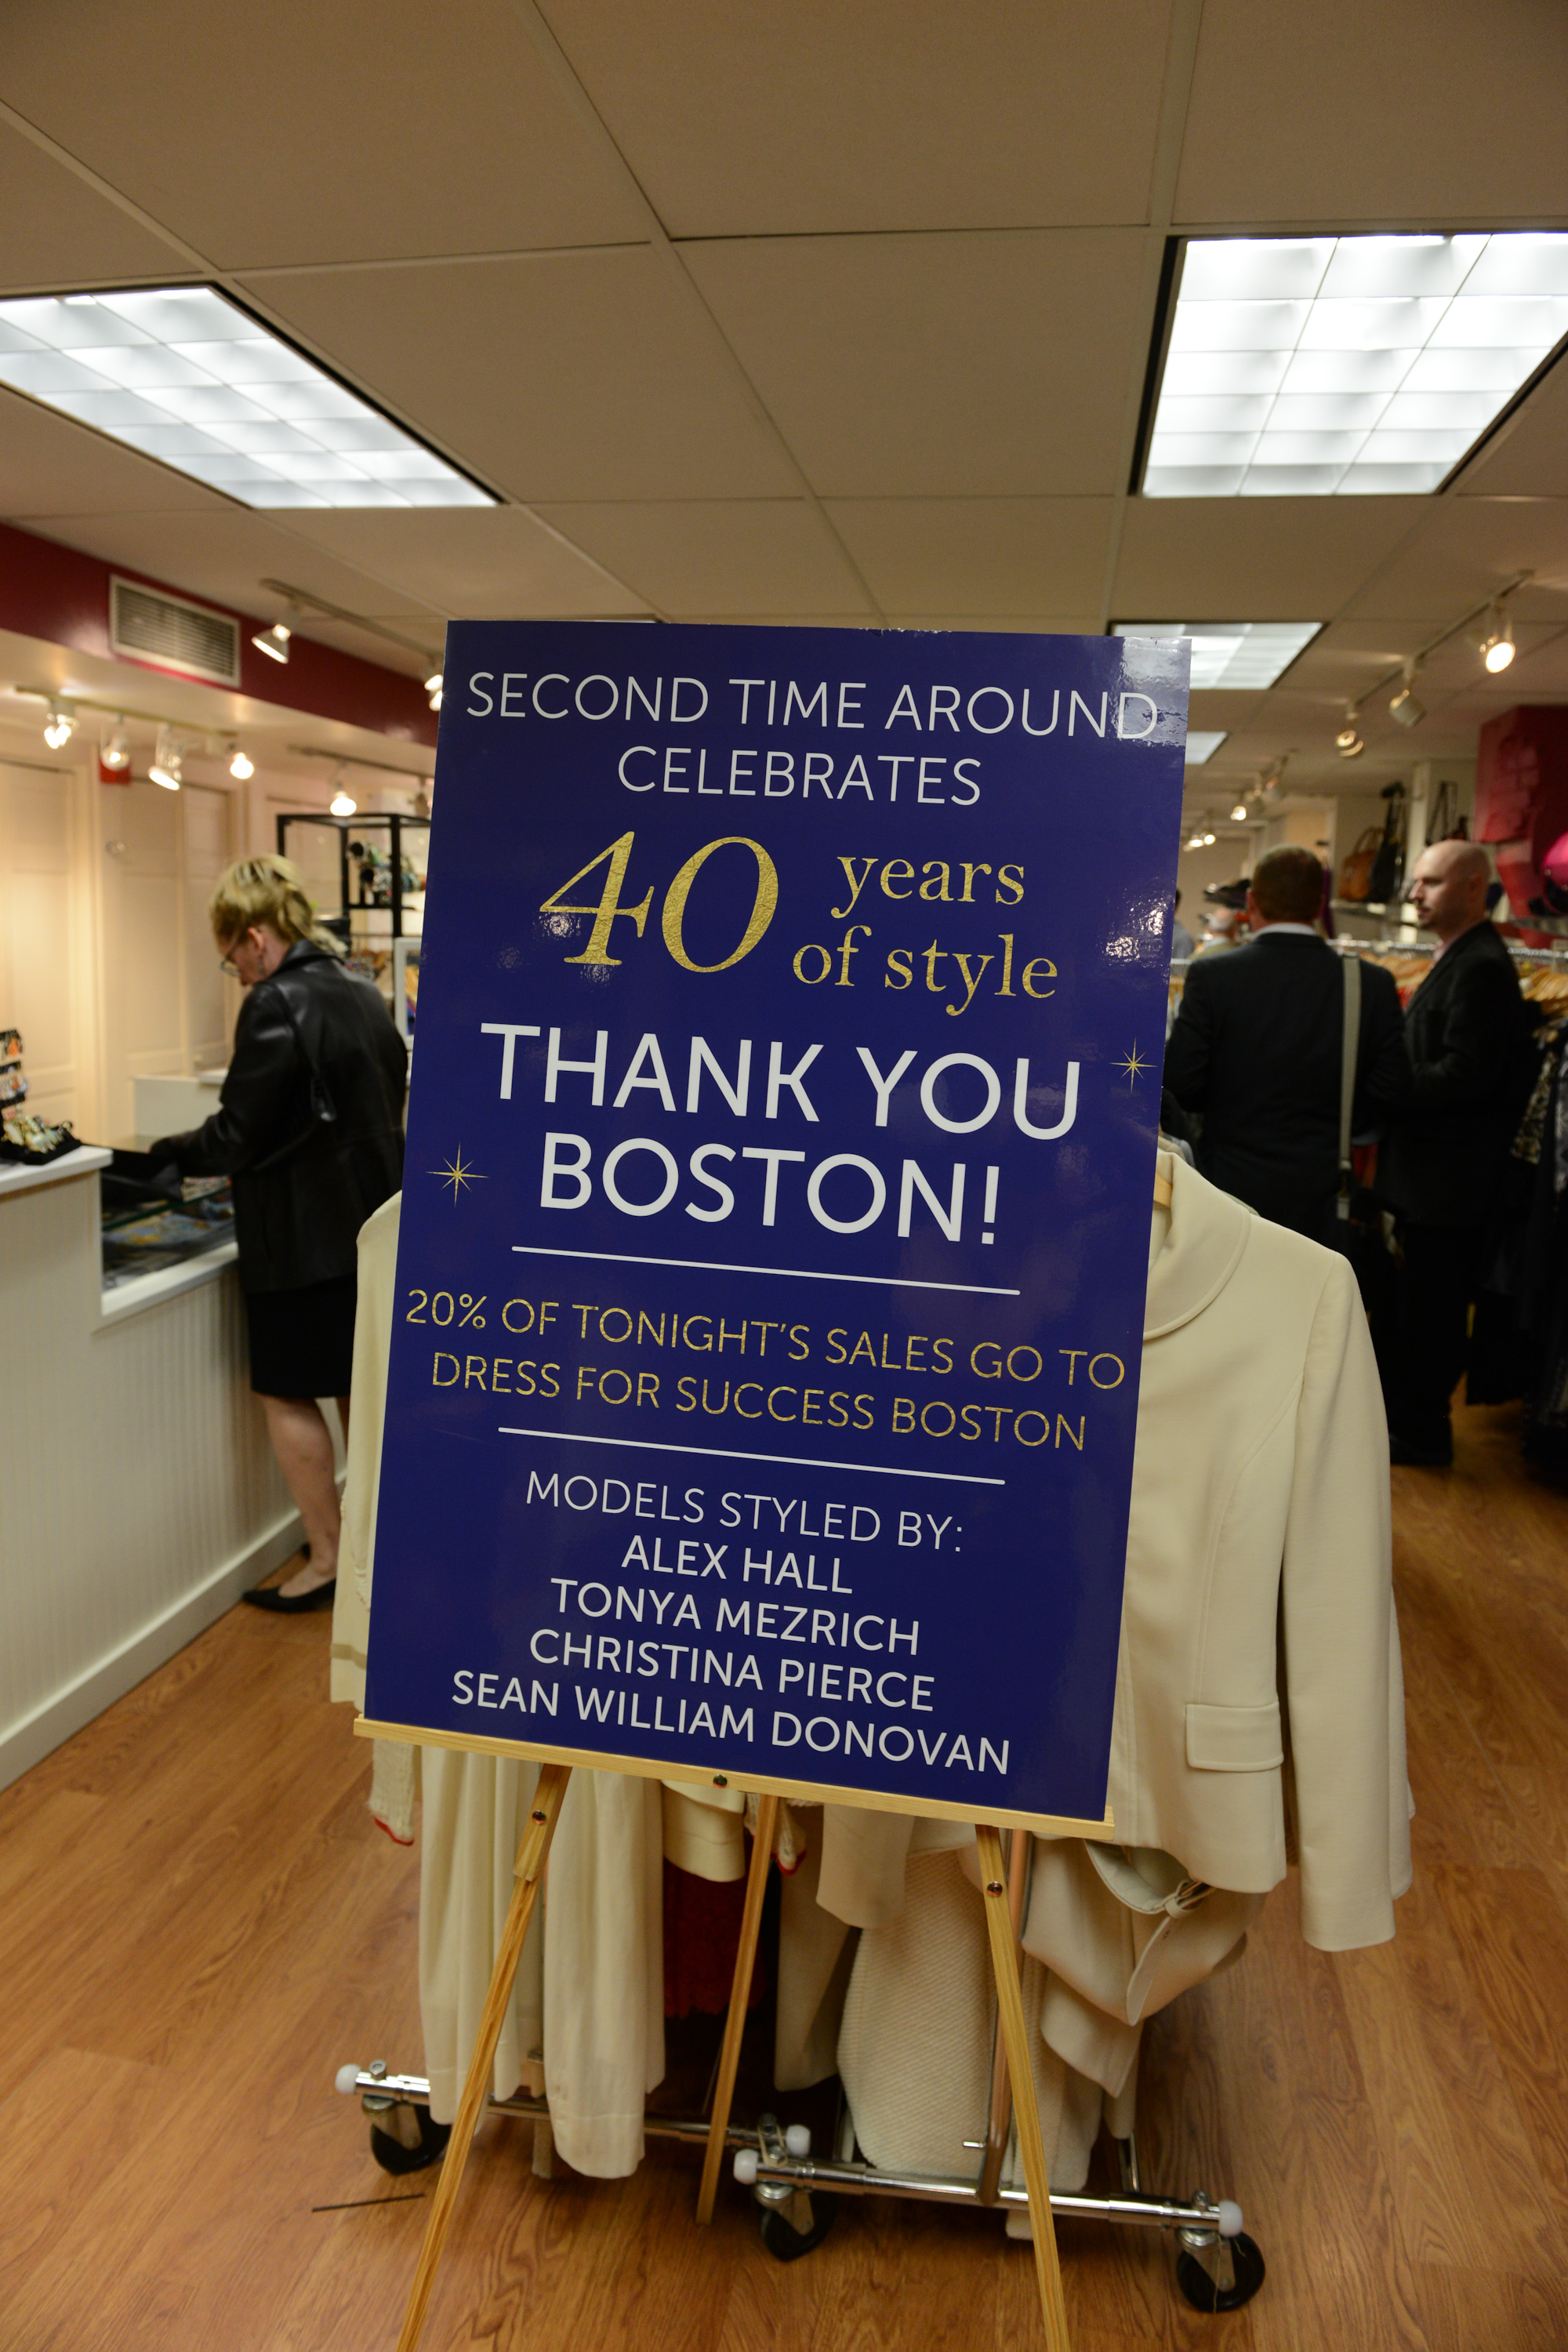 SECOND TIME AROUND
CELEBRATES
40 years
of style
THANK YOU
BOSTON!
20% OF TONIGHT'S SALES GO TO
DRESS FOR SUCCESS BOSTON
MODELS STYLED BY:
ALEX HALL
TONYA MEZRICH
CHRISTINA PIERCE
SEAN WILLIAM DONOVAN